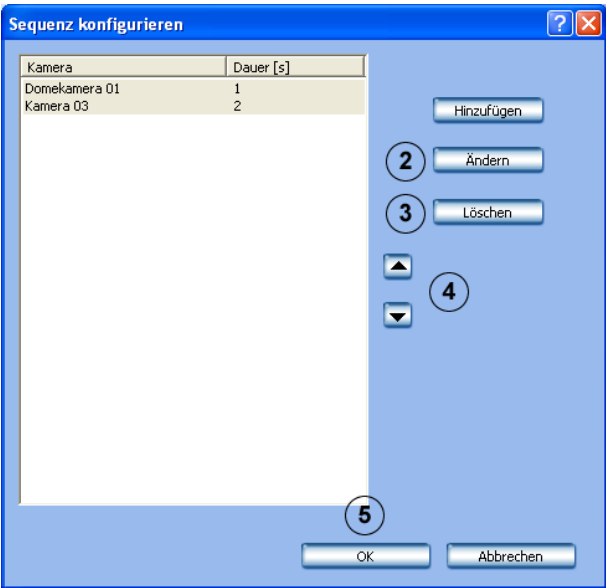 Sequenz konfigurieren
Kamera Dauer [s]
Domekamera 01 1
Kamera 03 2
Hinzufügen
2 Ändern
3 Löschen
4
5
OK Abbrechen